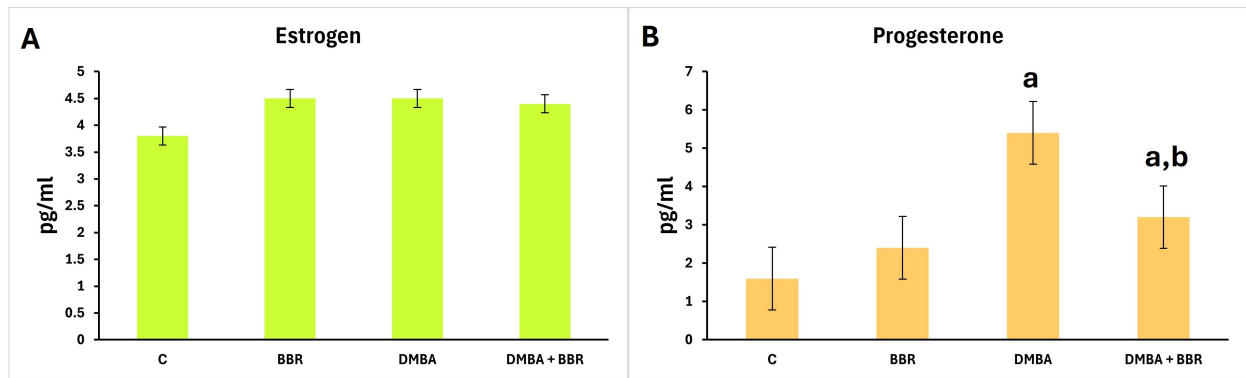 A
Estrogen
pg/ml
5
4.5
4
3.5
3
2.5
2
1.5
1
0.5
0
C BBR DMBA DMBA + BBR
B
Progesterone
pg/ml
7
6
5
4
3
2
1
0
a
a,b
C BBR DMBA DMBA + BBR